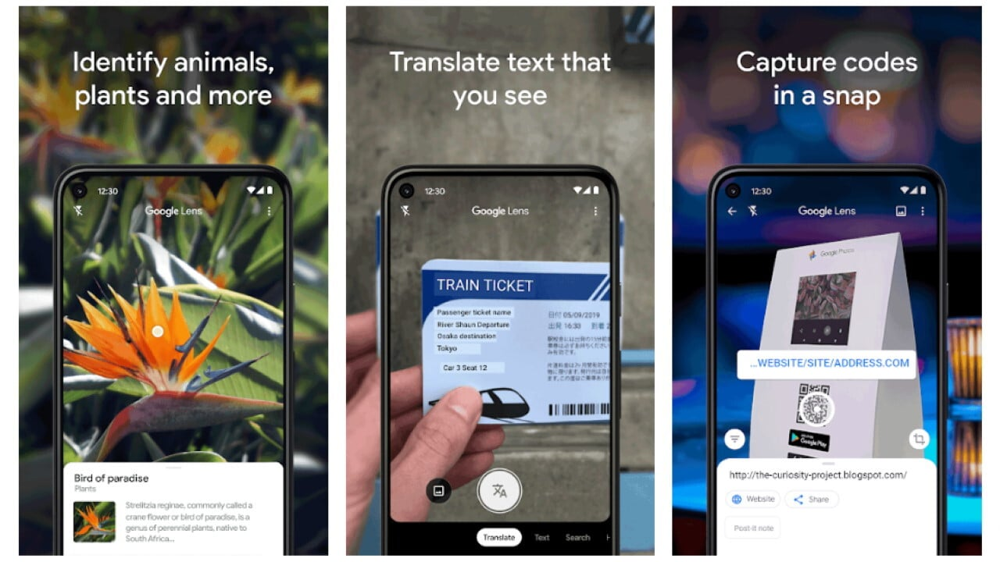 Identify animals,
plants and more
12:30
Google Lens
Bird of paradise
Plants
Strelitzia reginae, commonly called a
crane flower or bird of paradise, is a
genus of perennial plants, native to
South Africa...
Translate text that
you see
12:30
Google Lens
TRAIN TICKET
Passenger ticket name
River Shaun Departure
Osaka destination
Tokyo
Car 3 Seat 12
日付 05/09/2019
出発 16:33 到着 2
Translate Text Search H
Capture codes
in a snap
12:30
Google Lens
Google Photos
...WEBSITE/SITE/ADDRESS.COM
Google Play
http://the-curiosity-project.blogspot.com/
Website Share
Post-it note